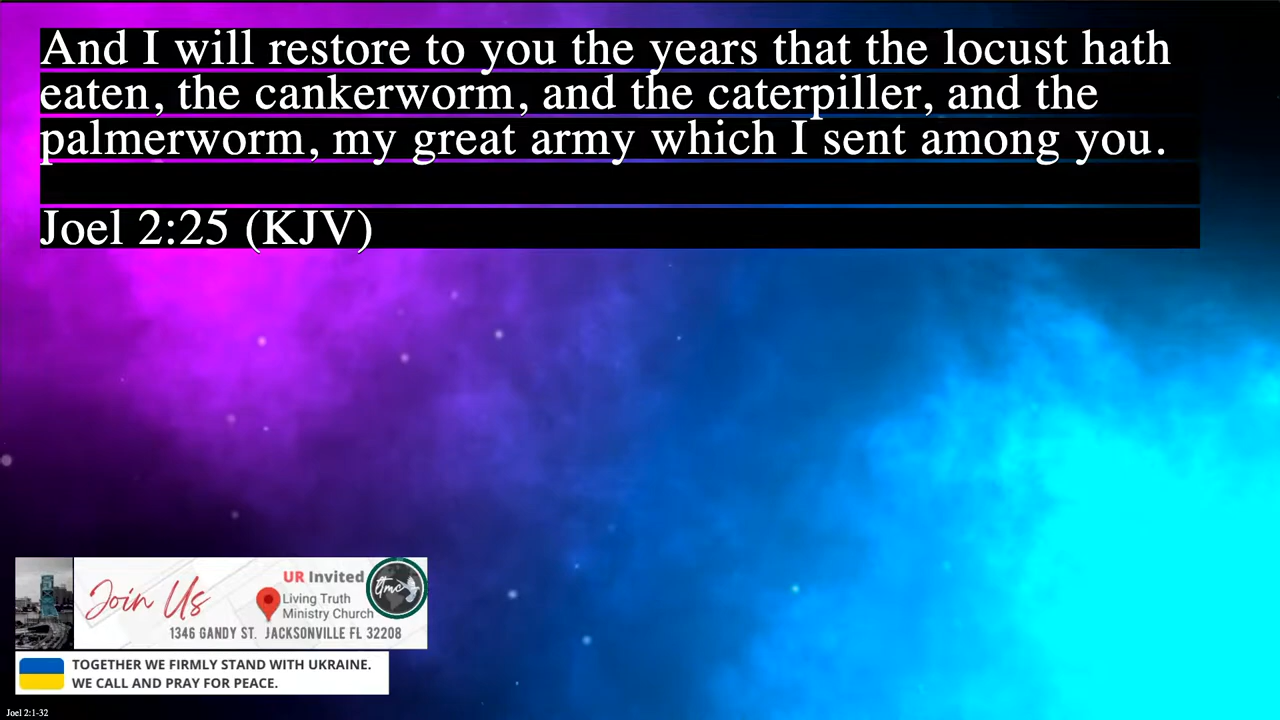 And I will restore to you the years that the locust hath
eaten, the cankerworm, and the caterpiller, and the
palmerworm, my great army which I sent among you.
Joel 2:25 (KJV)
Join Us
UR Invited
Living Truth
Ministry Church
ltmc
1346 GANDY ST. JACKSONVILLE FL 32208
TOGETHER WE FIRMLY STAND WITH UKRAINE.
WE CALL AND PRAY FOR PEACE.
Joel 2:1-32